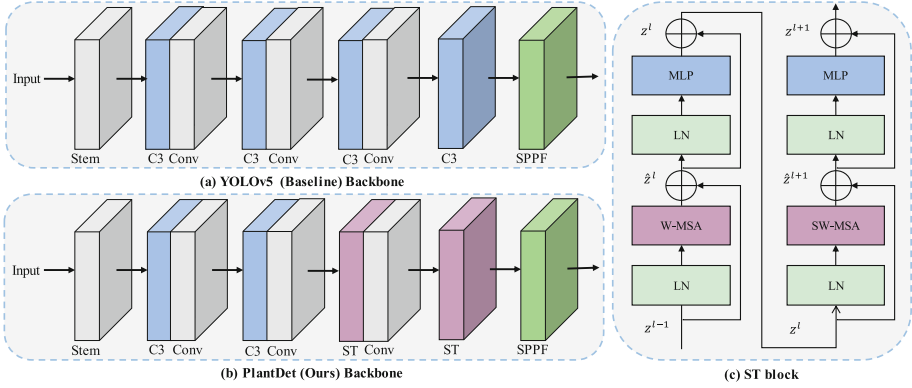 Input
Stem
C3 Conv
C3 Conv
C3 Conv
C3
SPPF
(a) YOLOv5 (Baseline) Backbone
Input
Stem
C3 Conv
C3 Conv
ST Conv
ST
SPPF
(b) PlantDet (Ours) Backbone
z^l
MLP
LN
ẑ^l
W-MSA
LN
z^{l-1}
z^{l+1}
MLP
LN
ẑ^{l+1}
SW-MSA
LN
z^l
(c) ST block